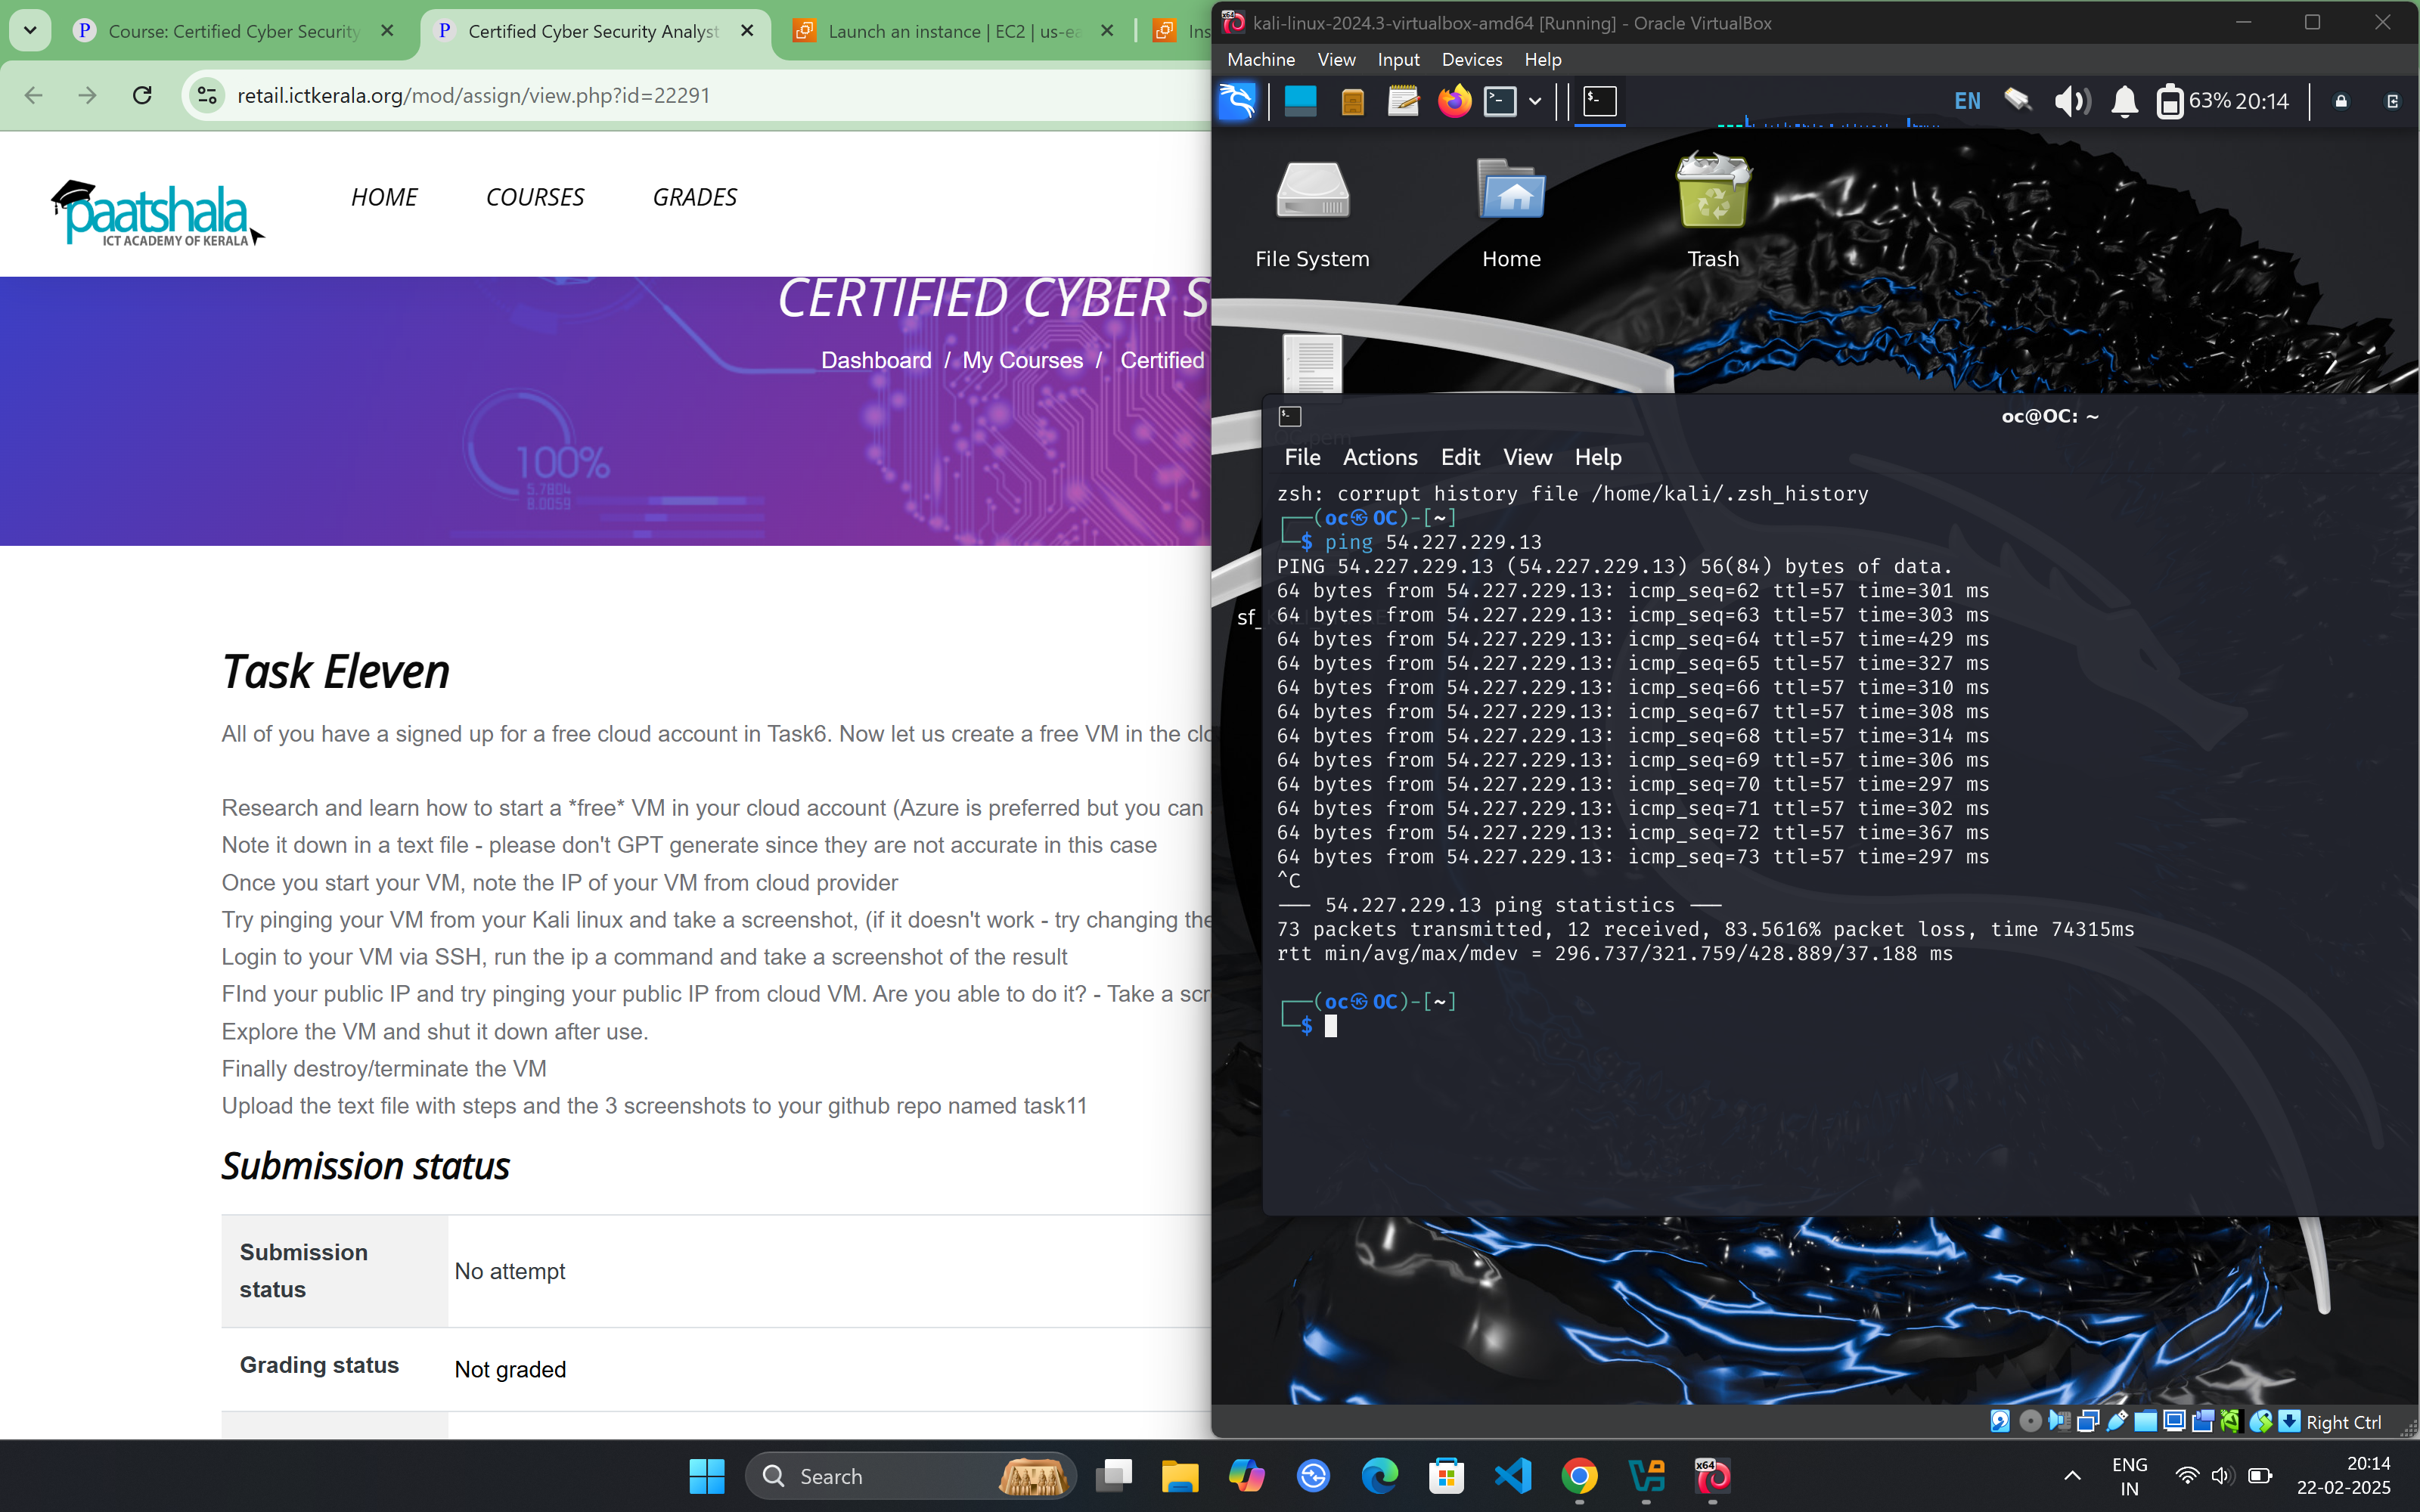 Course: Certified Cyber Security
Certified Cyber Security Analyst
Launch an instance | EC2 | us-ea
Ins
retail.ictkerala.org/mod/assign/view.php?id=22291
paatshala
ICT ACADEMY OF KERALA
HOME
COURSES
GRADES
CERTIFIED CYBER S
Dashboard / My Courses / Certified
100%
5.7804
8.0059
Task Eleven
All of you have a signed up for a free cloud account in Task6. Now let us create a free VM in the clo
Research and learn how to start a *free* VM in your cloud account (Azure is preferred but you can
Note it down in a text file - please don't GPT generate since they are not accurate in this case
Once you start your VM, note the IP of your VM from cloud provider
Try pinging your VM from your Kali linux and take a screenshot, (if it doesn't work - try changing the
Login to your VM via SSH, run the ip a command and take a screenshot of the result
FInd your public IP and try pinging your public IP from cloud VM. Are you able to do it? - Take a scr
Explore the VM and shut it down after use.
Finally destroy/terminate the VM
Upload the text file with steps and the 3 screenshots to your github repo named task11
Submission status
Submission status
No attempt
Grading status
Not graded
kali-linux-2024.3-virtualbox-amd64 [Running] - Oracle VirtualBox
Machine View Input Devices Help
EN
63% 20:14
File System
Home
Trash
sf_
oc@OC: ~
File Actions Edit View Help
zsh: corrupt history file /home/kali/.zsh_history
┌──(oc㉿OC)-[~]
└─$ ping 54.227.229.13
PING 54.227.229.13 (54.227.229.13) 56(84) bytes of data.
64 bytes from 54.227.229.13: icmp_seq=62 ttl=57 time=301 ms
64 bytes from 54.227.229.13: icmp_seq=63 ttl=57 time=303 ms
64 bytes from 54.227.229.13: icmp_seq=64 ttl=57 time=429 ms
64 bytes from 54.227.229.13: icmp_seq=65 ttl=57 time=327 ms
64 bytes from 54.227.229.13: icmp_seq=66 ttl=57 time=310 ms
64 bytes from 54.227.229.13: icmp_seq=67 ttl=57 time=308 ms
64 bytes from 54.227.229.13: icmp_seq=68 ttl=57 time=314 ms
64 bytes from 54.227.229.13: icmp_seq=69 ttl=57 time=306 ms
64 bytes from 54.227.229.13: icmp_seq=70 ttl=57 time=297 ms
64 bytes from 54.227.229.13: icmp_seq=71 ttl=57 time=302 ms
64 bytes from 54.227.229.13: icmp_seq=72 ttl=57 time=367 ms
64 bytes from 54.227.229.13: icmp_seq=73 ttl=57 time=297 ms
^C
--- 54.227.229.13 ping statistics ---
73 packets transmitted, 12 received, 83.5616% packet loss, time 74315ms
rtt min/avg/max/mdev = 296.737/321.759/428.889/37.188 ms
┌──(oc㉿OC)-[~]
└─$
Right Ctrl
Search
x64
ENG
IN
20:14
22-02-2025